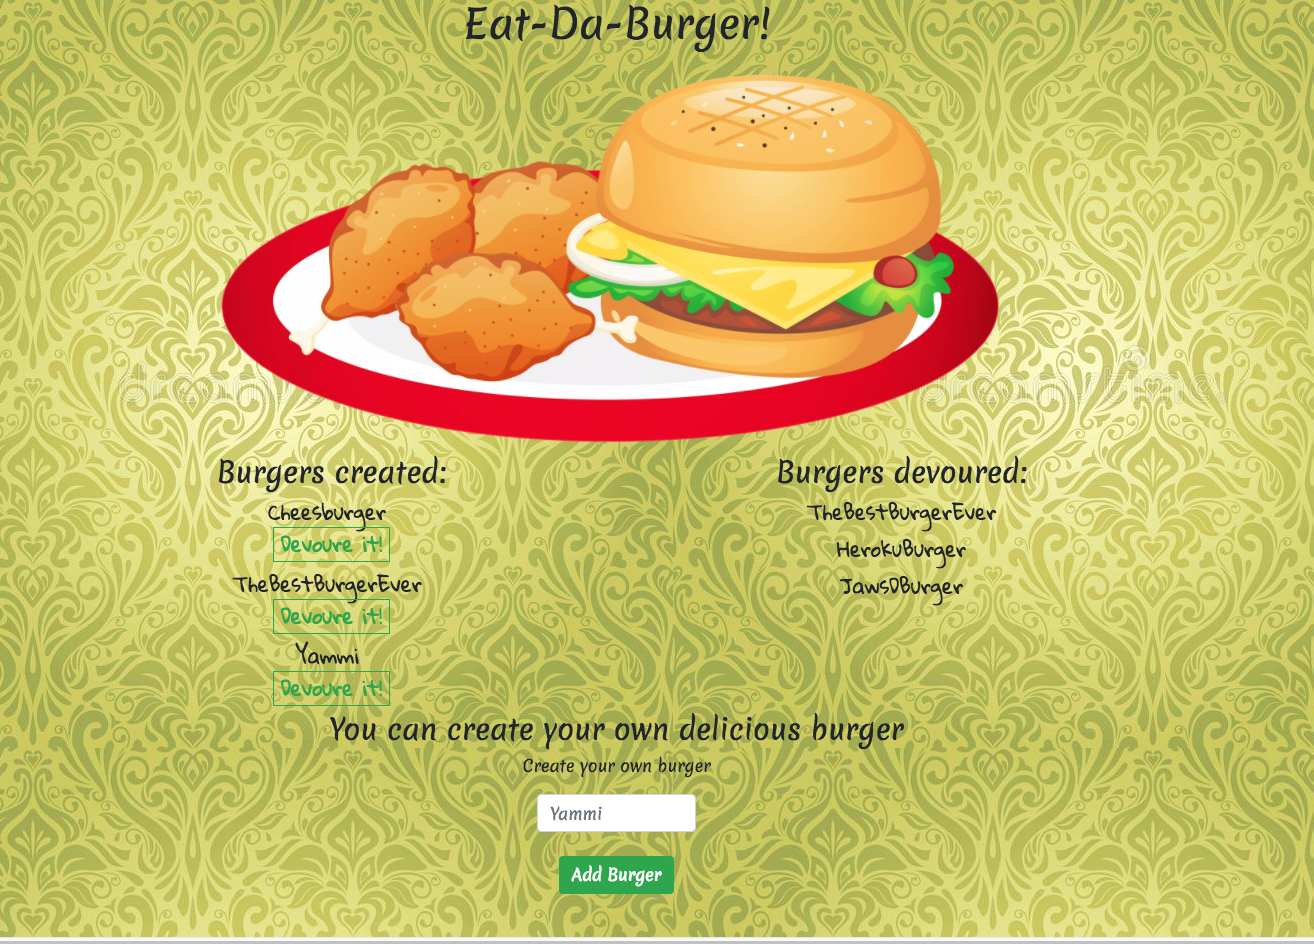 Eat-Da-Burger!
Burgers created:
Cheesburger
Devoure it!
TheBestBurgerEver
Devoure it!
Yammi
Devoure it!
Burgers devoured:
TheBestBurgerEver
HerokuBurger
JawsDBurger
You can create your own delicious burger
Create your own burger
Yammi
Add Burger